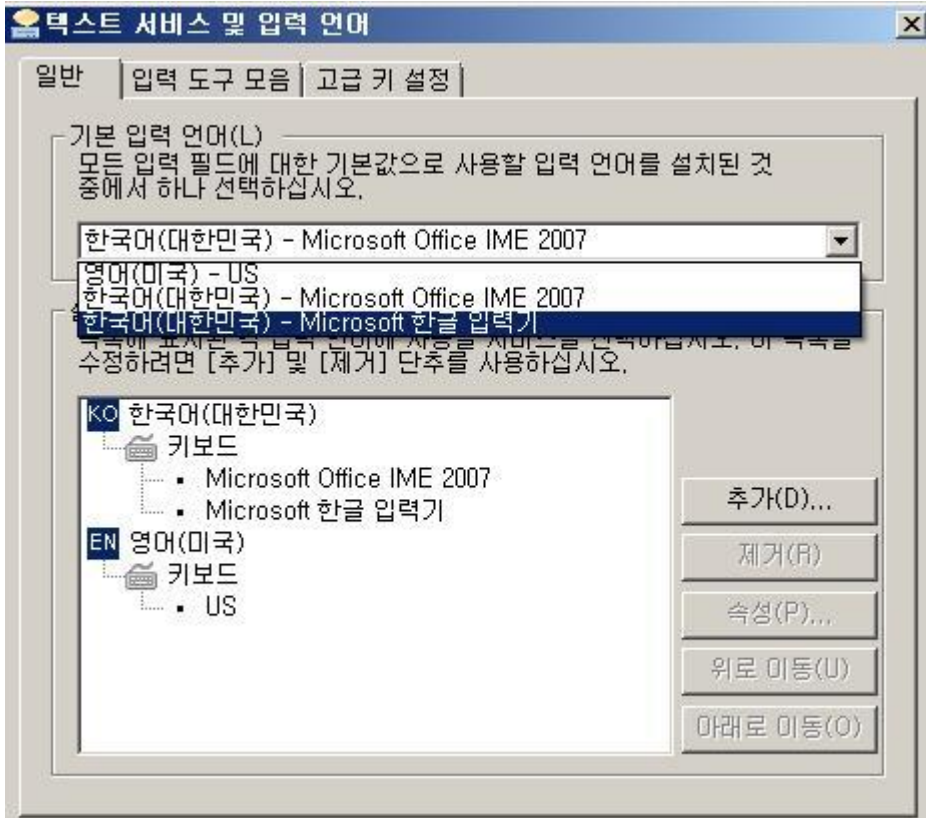 텍스트 서비스 및 입력 언어
일반 입력 도구 모음 고급 키 설정
기본 입력 언어(L)
모든 입력 필드에 대한 기본값으로 사용할 입력 언어를 설치된 것
중에서 하나 선택하십시오.
한국어(대한민국) - Microsoft Office IME 2007
영어(미국) - US
한국어(대한민국) - Microsoft Office IME 2007
한국어(대한민국) - Microsoft 한글 입력기
수정하려면 [추가] 및 [제거] 단추를 사용하십시오.
KO 한국어(대한민국)
키보드
Microsoft Office IME 2007
Microsoft 한글 입력기
EN 영어(미국)
키보드
US
추가(D)...
제거(R)
속성(P)...
위로 이동(U)
아래로 이동(O)